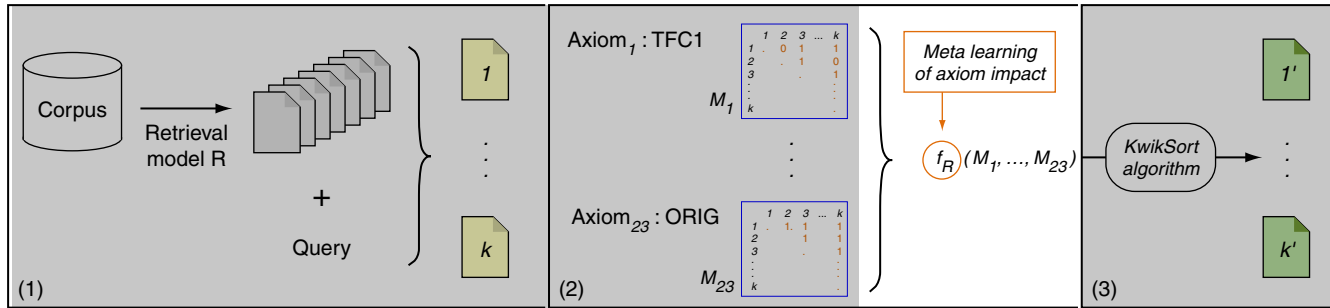 Corpus
Retrieval
model R
+
Query
1
.
.
.
k
(1)
Axiom1 : TFC1
M1
1 2 3 ... k
1 . 0 1 1
2 . 1 0
3 . 1
. .
. .
. .
k .
.
.
.
Axiom23 : ORIG
M23
1 2 3 ... k
1 . 1. 1 1
2 1 1
3 . 1
. .
. .
. .
k .
(2)
Meta learning
of axiom impact
fR (M1, ..., M23)
KwikSort
algorithm
1'
.
.
.
k'
(3)